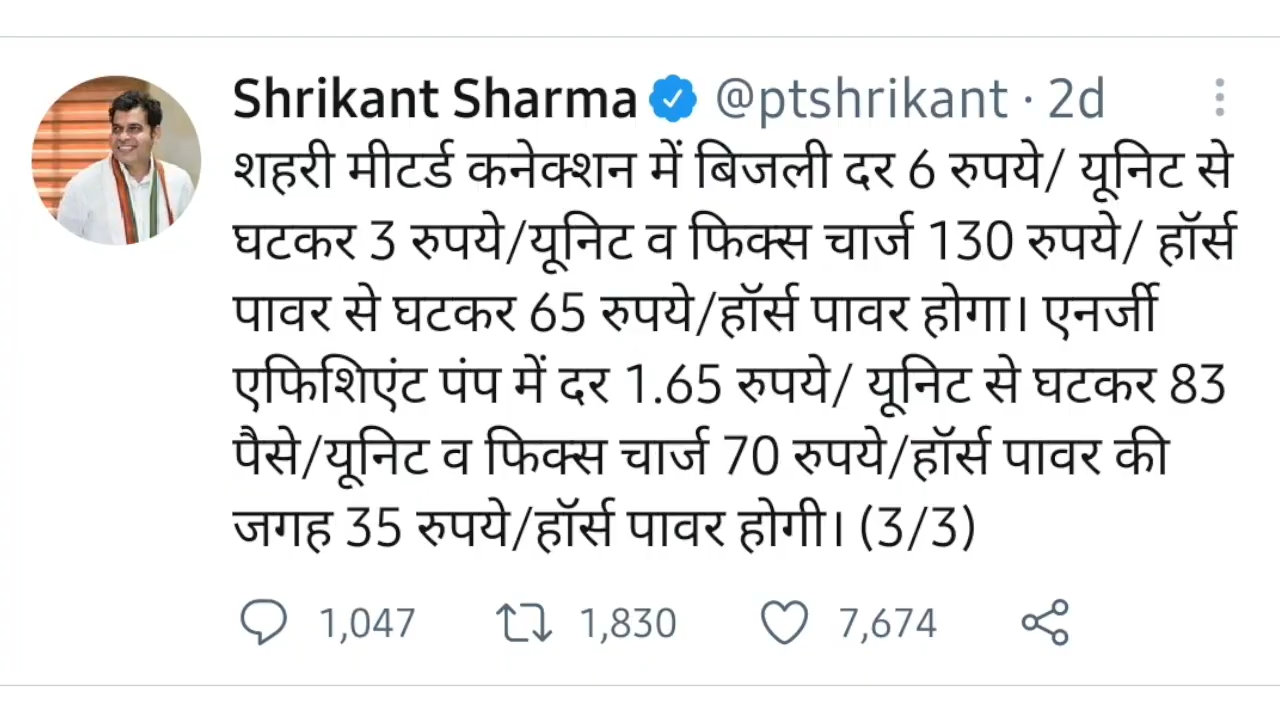 Shrikant Sharma @ptshrikant · 2d
शहरी मीटर्ड कनेक्शन में बिजली दर 6 रुपये/ यूनिट से
घटकर 3 रुपये/यूनिट व फिक्स चार्ज 130 रुपये/ हॉर्स
पावर से घटकर 65 रुपये/हॉर्स पावर होगा। एनर्जी
एफिशिएंट पंप में दर 1.65 रुपये/ यूनिट से घटकर 83
पैसे/यूनिट व फिक्स चार्ज 70 रुपये/हॉर्स पावर की
जगह 35 रुपये/हॉर्स पावर होगी। (3/3)
1,047 1,830 7,674